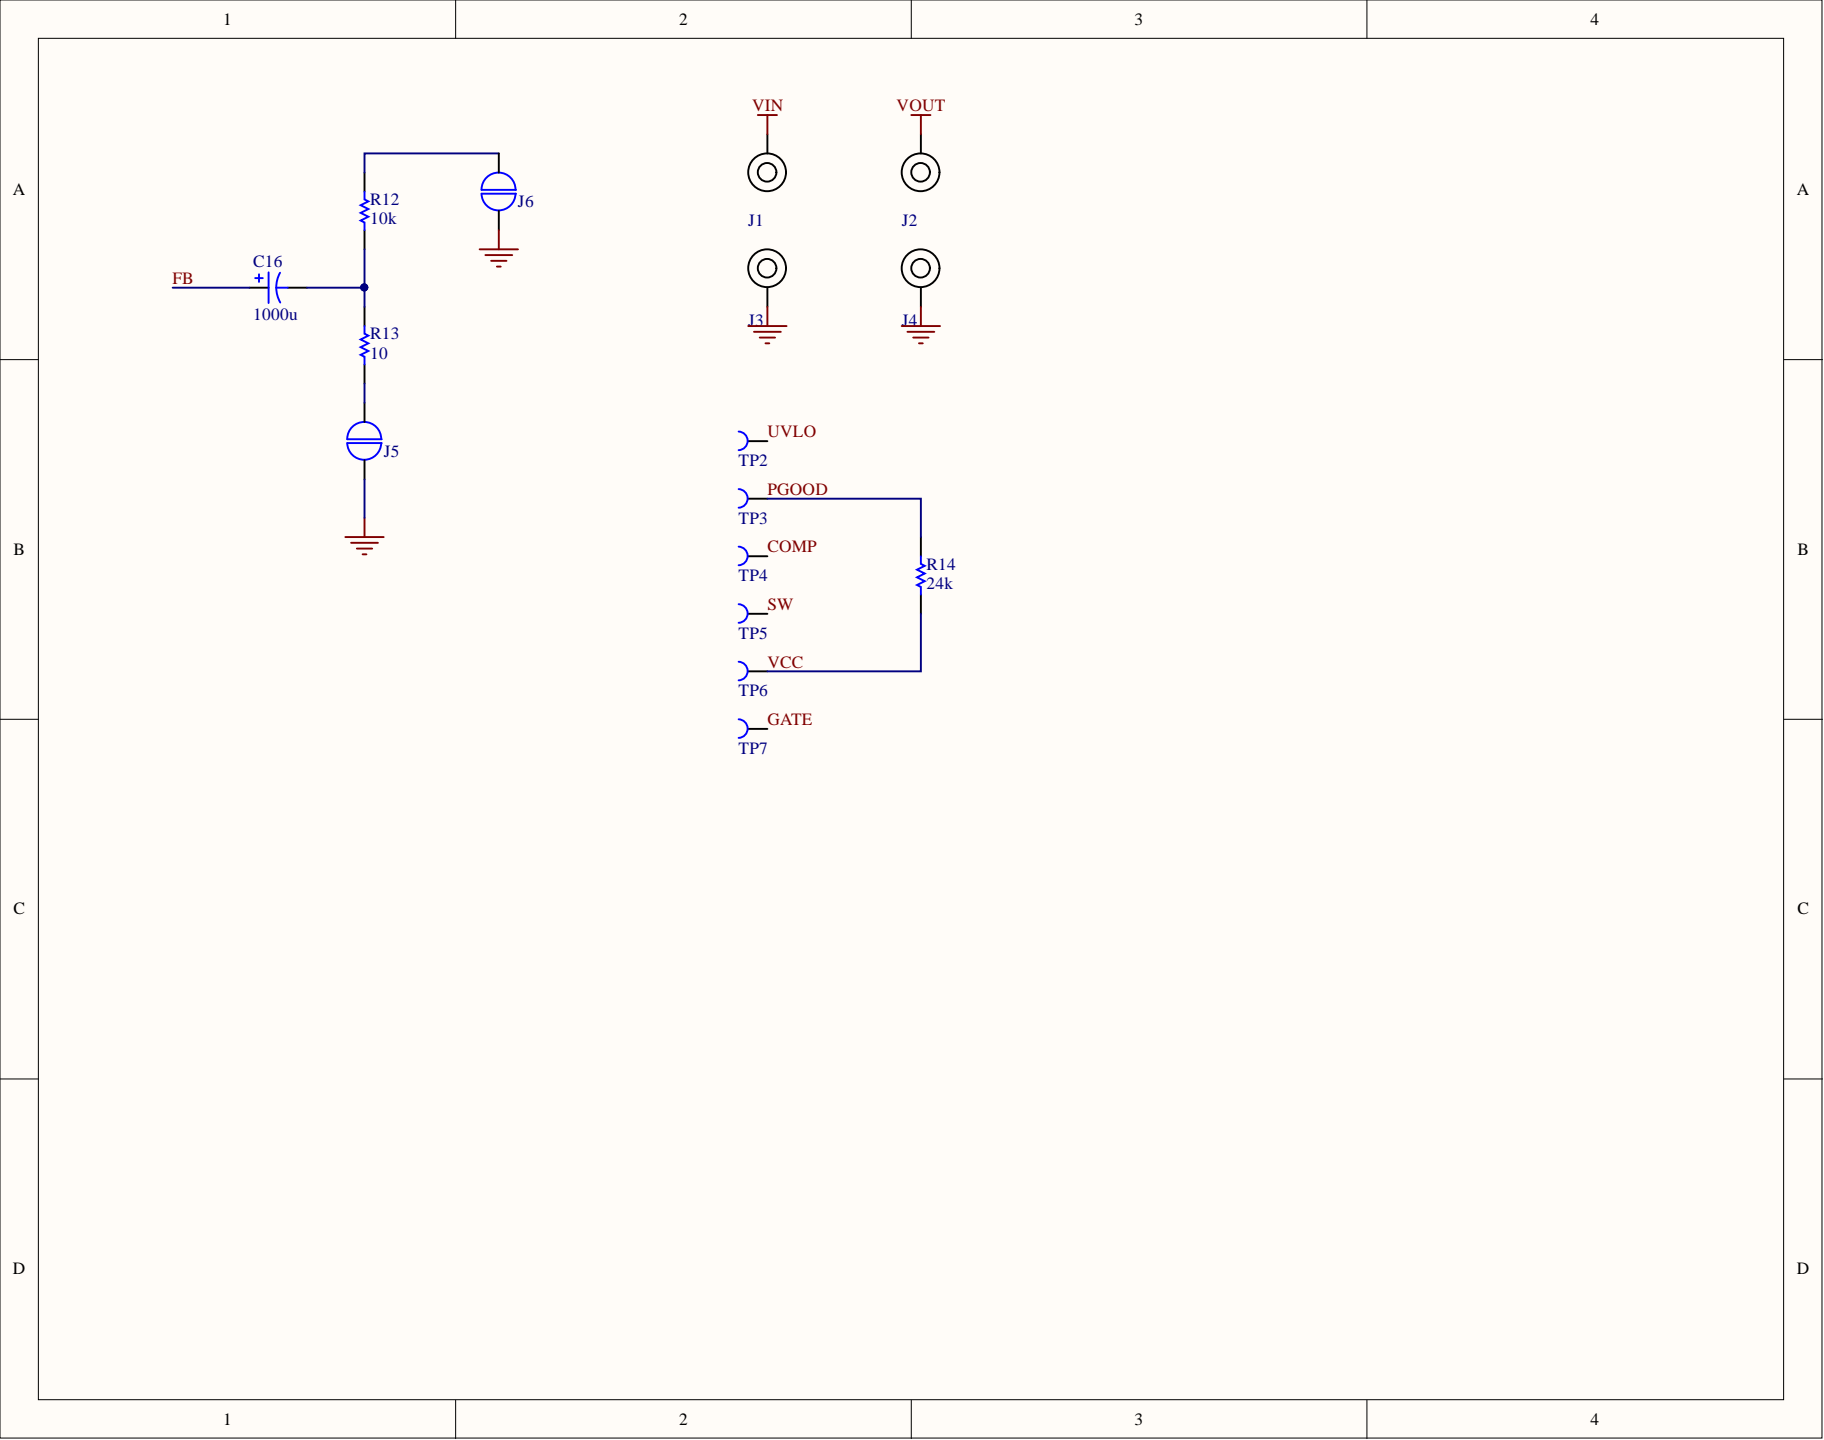 1 2 3 4
VIN VOUT
A A
R12
10k
J6
J1 J2
C16
FB
+
1000u
J3 J4
R13
10
UVLO
J5
TP2
PGOOD
TP3
B B
COMP
R14
TP4
24k
SW
TP5
VCC
TP6
GATE
TP7
C C
D D
1 2 3 4